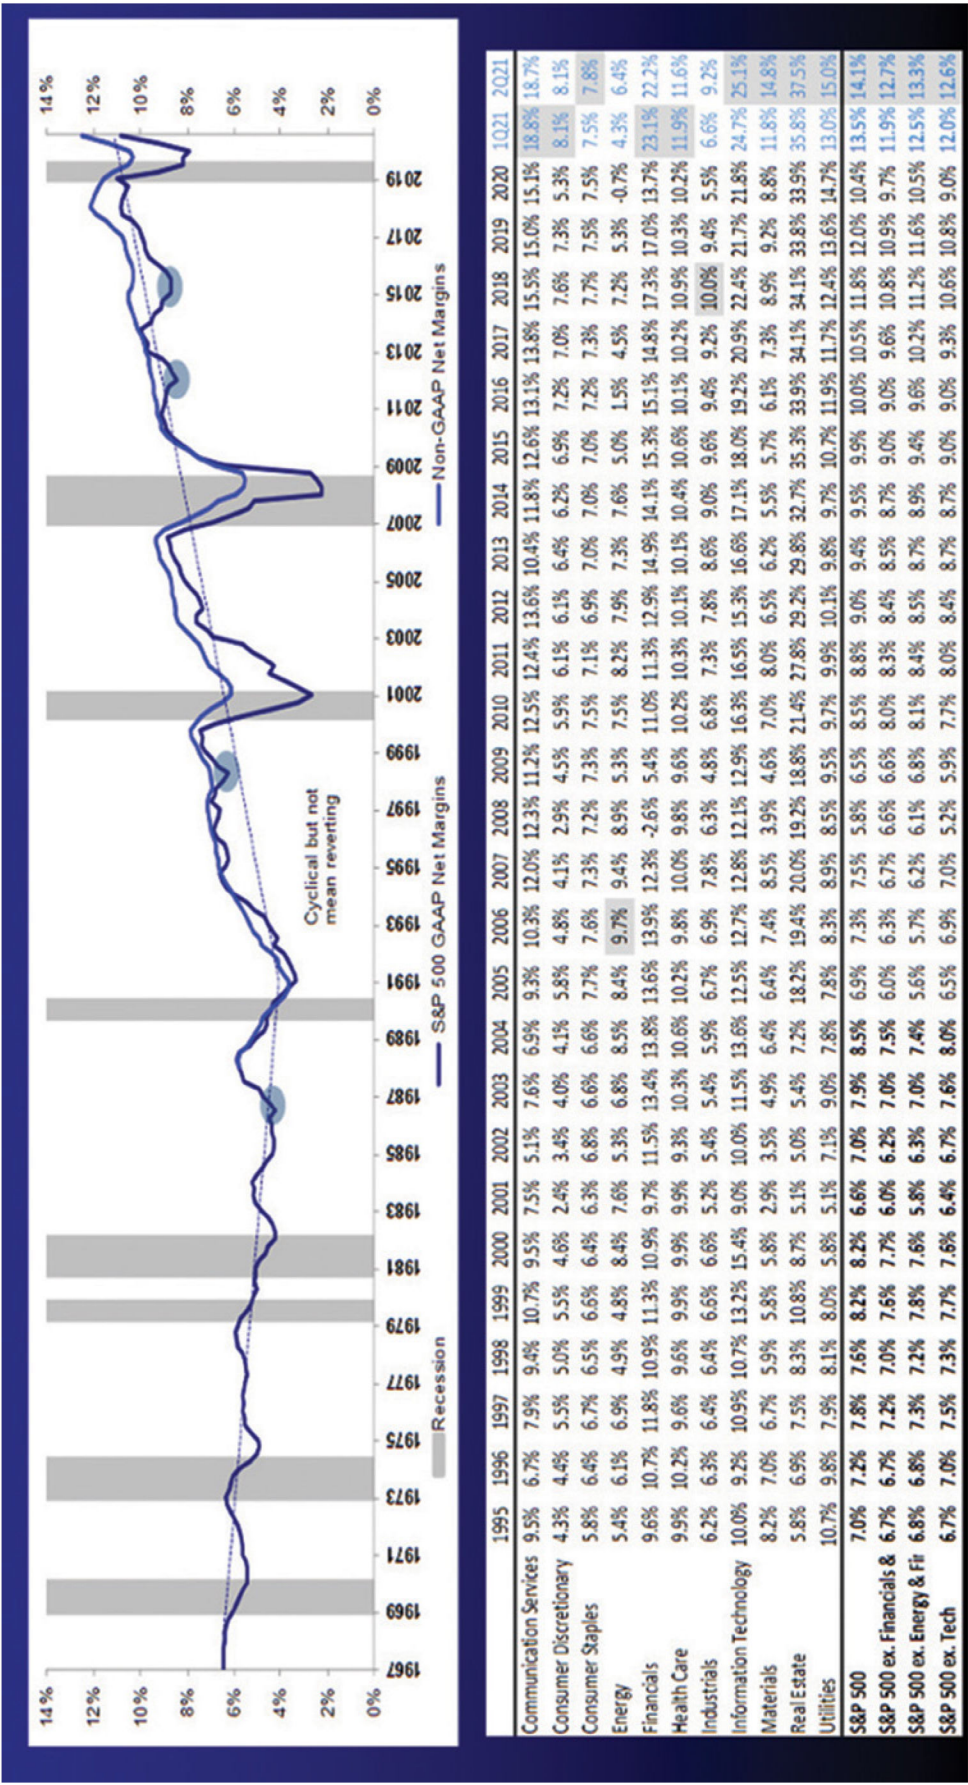 14% 14%
12% 12%
10% 10%
8% 8%
6% 6%
4% 4%
2% 2%
0% 0%
Cyclical but not
mean reverting
1967 1969 1971 1973 1975 1977 1979 1981 1983 1985 1987 1989 1991 1993 1995 1997 1999 2001 2003 2005 2007 2009 2011 2013 2015 2017 2019
Recession S&P 500 GAAP Net Margins Non-GAAP Net Margins
1995 1996 1997 1998 1999 2000 2001 2002 2003 2004 2005 2006 2007 2008 2009 2010 2011 2012 2013 2014 2015 2016 2017 2018 2019 2020 1Q21 2Q21
Communication Services 9.5% 6.7% 7.9% 9.4% 10.7% 9.5% 7.5% 5.1% 7.6% 6.9% 9.3% 10.3% 12.0% 12.3% 11.2% 12.5% 12.4% 13.6% 10.4% 11.8% 12.6% 13.1% 13.8% 15.5% 15.0% 15.1% 18.8% 18.7%
Consumer Discretionary 4.3% 4.4% 5.5% 5.0% 5.5% 4.6% 2.4% 3.4% 4.0% 4.1% 5.8% 4.8% 4.1% 2.9% 4.5% 5.9% 6.1% 6.1% 6.4% 6.2% 6.9% 7.2% 7.0% 7.6% 7.3% 5.3% 8.1% 8.1%
Consumer Staples 5.8% 6.4% 6.7% 6.5% 6.6% 6.4% 6.3% 6.8% 6.6% 6.6% 7.7% 7.6% 7.3% 7.2% 7.3% 7.5% 7.1% 6.9% 7.0% 7.0% 7.0% 7.2% 7.3% 7.7% 7.5% 7.5% 7.5% 7.8%
Energy 5.4% 6.1% 6.9% 4.9% 4.8% 8.4% 7.6% 5.3% 6.8% 8.5% 8.4% 9.7% 9.4% 8.9% 5.3% 7.5% 8.2% 7.9% 7.3% 7.6% 5.0% 1.5% 4.5% 7.2% 5.3% -0.7% 4.3% 6.4%
Financials 9.6% 10.7% 11.8% 10.9% 11.3% 10.9% 9.7% 11.5% 13.4% 13.8% 13.6% 13.9% 12.3% -2.6% 5.4% 11.0% 11.3% 12.9% 14.9% 14.1% 15.3% 15.1% 14.8% 17.3% 17.0% 13.7% 23.1% 22.2%
Health Care 9.9% 10.2% 9.6% 9.6% 9.9% 9.9% 9.9% 9.3% 10.3% 10.6% 10.2% 9.8% 10.0% 9.8% 9.6% 10.2% 10.3% 10.1% 10.1% 10.4% 10.6% 10.1% 10.2% 10.9% 10.3% 10.2% 11.9% 11.6%
Industrials 6.2% 6.3% 6.4% 6.4% 6.6% 6.6% 5.2% 5.4% 5.4% 5.9% 6.7% 6.9% 7.8% 6.3% 4.8% 6.8% 7.3% 7.8% 8.6% 9.0% 9.6% 9.4% 9.2% 10.0% 9.4% 5.5% 6.6% 9.2%
Information Technology 10.0% 9.2% 10.9% 10.7% 13.2% 15.4% 9.0% 10.0% 11.5% 13.6% 12.5% 12.7% 12.8% 12.1% 12.9% 16.3% 16.5% 15.3% 16.6% 17.1% 18.0% 19.2% 20.9% 22.4% 21.7% 21.8% 24.7% 25.1%
Materials 8.2% 7.0% 6.7% 5.9% 5.8% 5.8% 2.9% 3.5% 4.9% 6.4% 6.4% 7.4% 8.5% 3.9% 4.6% 7.0% 8.0% 6.5% 6.2% 5.5% 5.7% 6.1% 7.3% 8.9% 9.2% 8.8% 11.8% 14.8%
Real Estate 5.8% 6.9% 7.5% 8.3% 10.8% 8.7% 5.1% 5.0% 5.4% 7.2% 18.2% 19.4% 20.0% 19.2% 18.8% 21.4% 27.8% 29.2% 29.8% 32.7% 35.3% 33.9% 34.1% 34.1% 33.8% 33.9% 35.8% 37.5%
Utilities 10.7% 9.8% 7.9% 8.1% 8.0% 5.8% 5.1% 7.1% 9.0% 7.8% 7.8% 8.3% 8.9% 8.5% 9.5% 9.7% 9.9% 10.1% 9.8% 9.7% 10.7% 11.9% 11.7% 12.4% 13.6% 14.7% 13.0% 15.0%
S&P 500 7.0% 7.2% 7.8% 7.6% 8.2% 8.2% 6.6% 7.0% 7.9% 8.5% 6.9% 7.3% 7.5% 5.8% 6.5% 8.5% 8.8% 9.0% 9.4% 9.5% 9.9% 10.0% 10.5% 11.8% 12.0% 10.4% 13.5% 14.1%
S&P 500 ex. Financials & 6.7% 6.7% 7.2% 7.0% 7.6% 7.7% 6.0% 6.2% 7.0% 7.5% 6.0% 6.3% 6.7% 6.6% 6.6% 8.0% 8.3% 8.4% 8.5% 8.7% 9.0% 9.0% 9.6% 10.8% 10.9% 9.7% 11.9% 12.7%
S&P 500 ex. Energy & Fir 6.8% 6.8% 7.3% 7.2% 7.8% 7.6% 5.8% 6.3% 7.0% 7.4% 5.6% 5.7% 6.2% 6.1% 6.8% 8.1% 8.4% 8.5% 8.7% 8.9% 9.4% 9.6% 10.2% 11.2% 11.6% 10.5% 12.5% 13.3%
S&P 500 ex. Tech 6.7% 7.0% 7.5% 7.3% 7.7% 7.6% 6.4% 6.7% 7.6% 8.0% 6.5% 6.9% 7.0% 5.2% 5.9% 7.7% 8.0% 8.4% 8.7% 8.7% 9.0% 9.0% 9.3% 10.6% 10.8% 9.0% 12.0% 12.6%